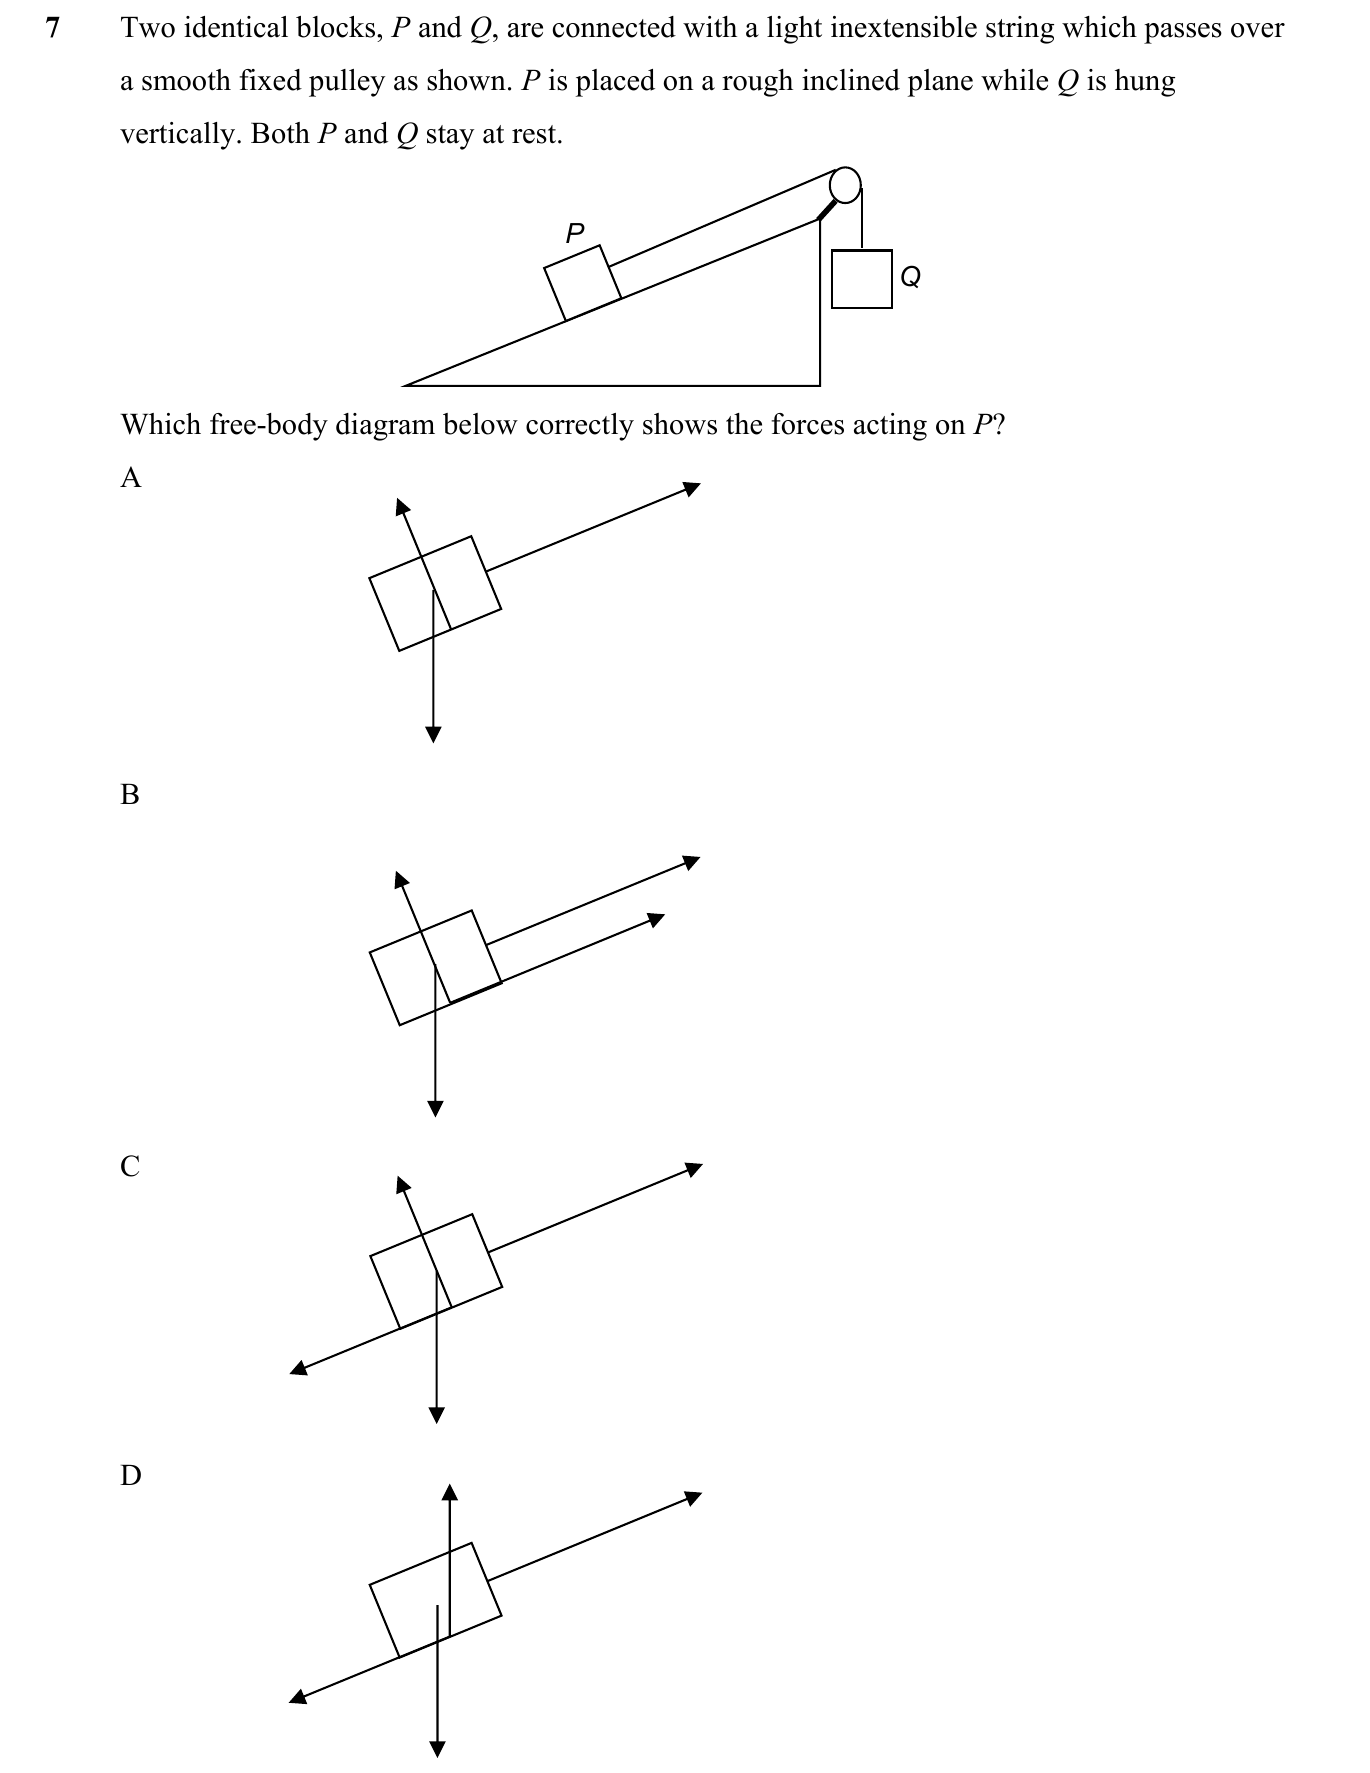 7 Two identical blocks, P and Q, are connected with a light inextensible string which passes over
a smooth fixed pulley as shown. P is placed on a rough inclined plane while Q is hung
vertically. Both P and Q stay at rest.
P
Q
Which free-body diagram below correctly shows the forces acting on P?
A
B
C
D